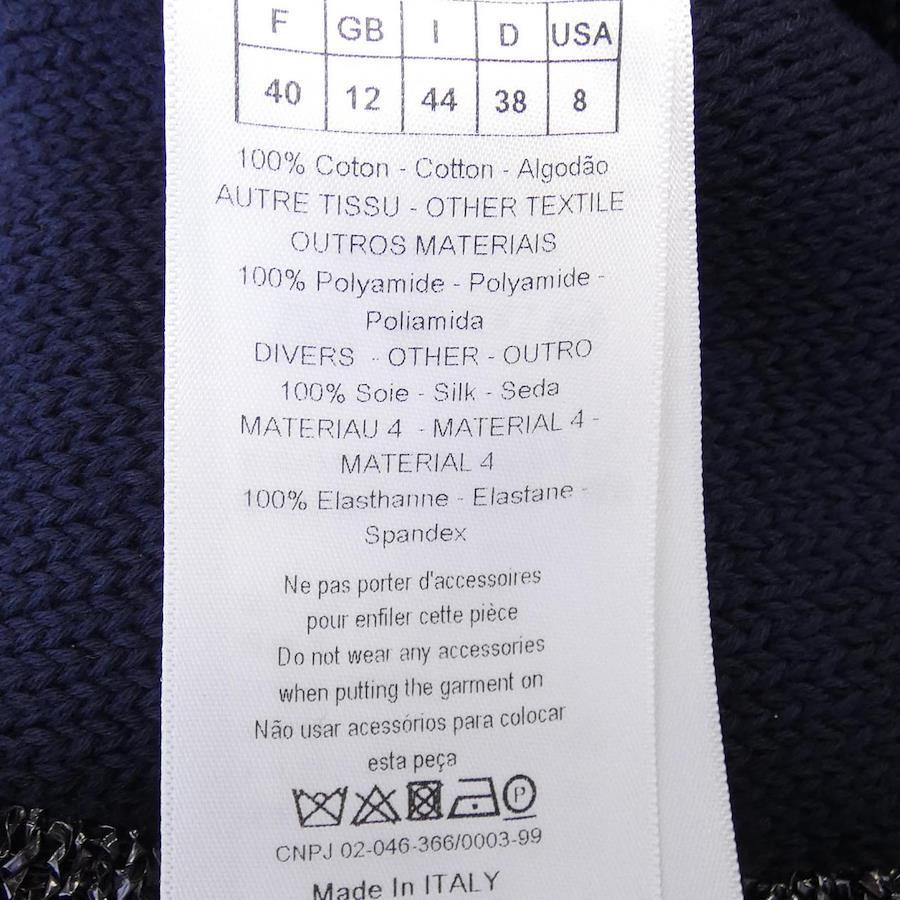 F GB I D USA
40 12 44 38 8
100% Coton - Cotton - Algodão
AUTRE TISSU - OTHER TEXTILE
OUTROS MATERIAIS
100% Polyamide - Polyamide -
Poliamida
DIVERS - OTHER - OUTRO
100% Soie - Silk - Seda
MATERIAU 4 - MATERIAL 4 -
MATERIAL 4
100% Elasthanne - Elastane -
Spandex
Ne pas porter d'accessoires
pour enfiler cette pièce
Do not wear any accessories
when putting the garment on
Não usar acessórios para colocar
esta peça
P
CNPJ 02-046-366/0003-99
Made In ITALY